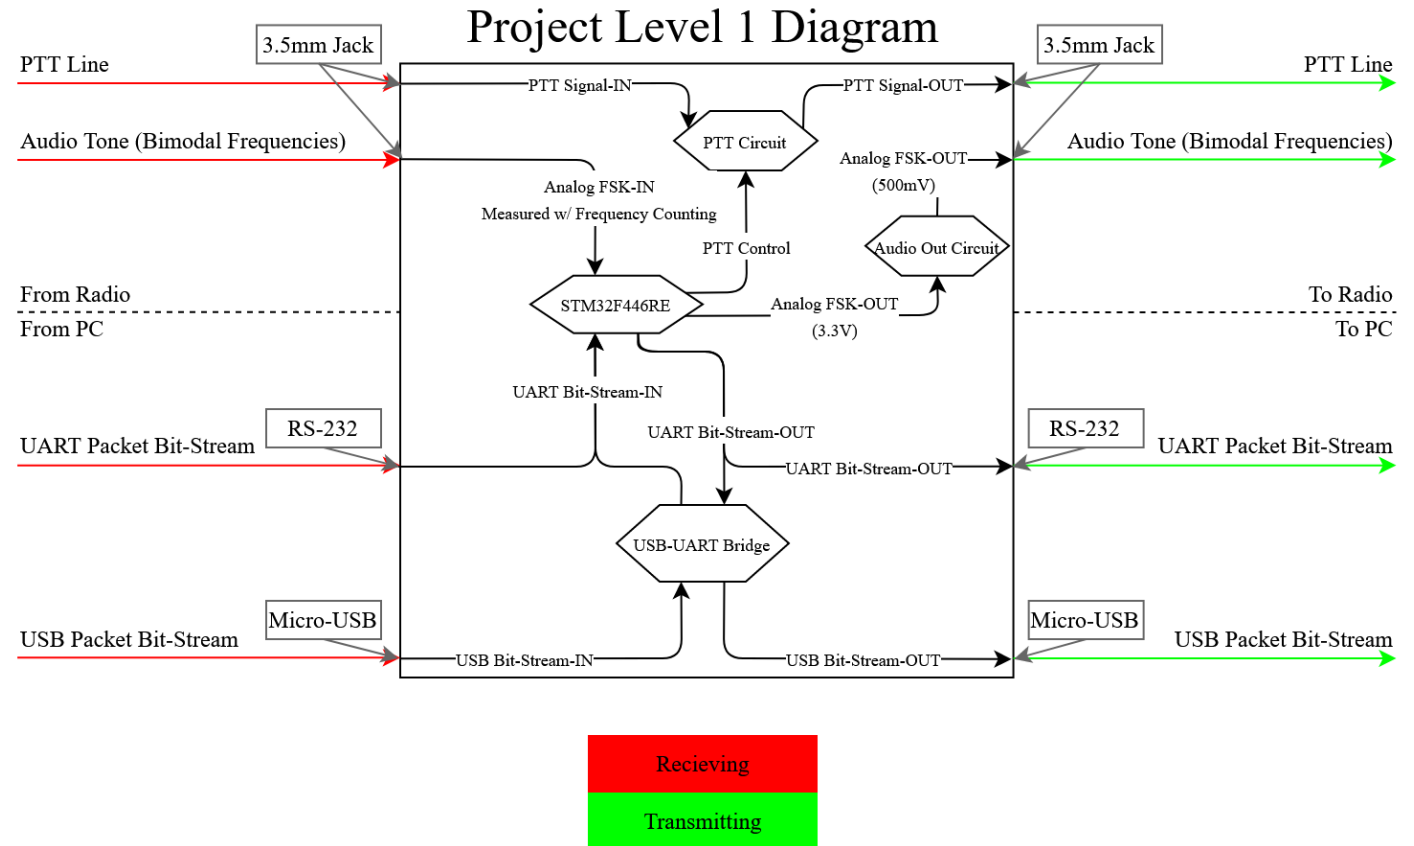 Project Level 1 Diagram
3.5mm Jack
3.5mm Jack
PTT Line
PTT Line
PTT Signal-IN
PTT Signal-OUT
Audio Tone (Bimodal Frequencies)
PTT Circuit
Audio Tone (Bimodal Frequencies)
Analog FSK-OUT
(500mV)
Analog FSK-IN
Measured w/ Frequency Counting
PTT Control
Audio Out Circuit
From Radio
To Radio
STM32F446RE
Analog FSK-OUT
(3.3V)
From PC
To PC
UART Bit-Stream-IN
RS-232
RS-232
UART Bit-Stream-OUT
UART Packet Bit-Stream
UART Packet Bit-Stream
UART Bit-Stream-OUT
USB-UART Bridge
Micro-USB
Micro-USB
USB Packet Bit-Stream
USB Packet Bit-Stream
USB Bit-Stream-IN
USB Bit-Stream-OUT
Recieving
Transmitting